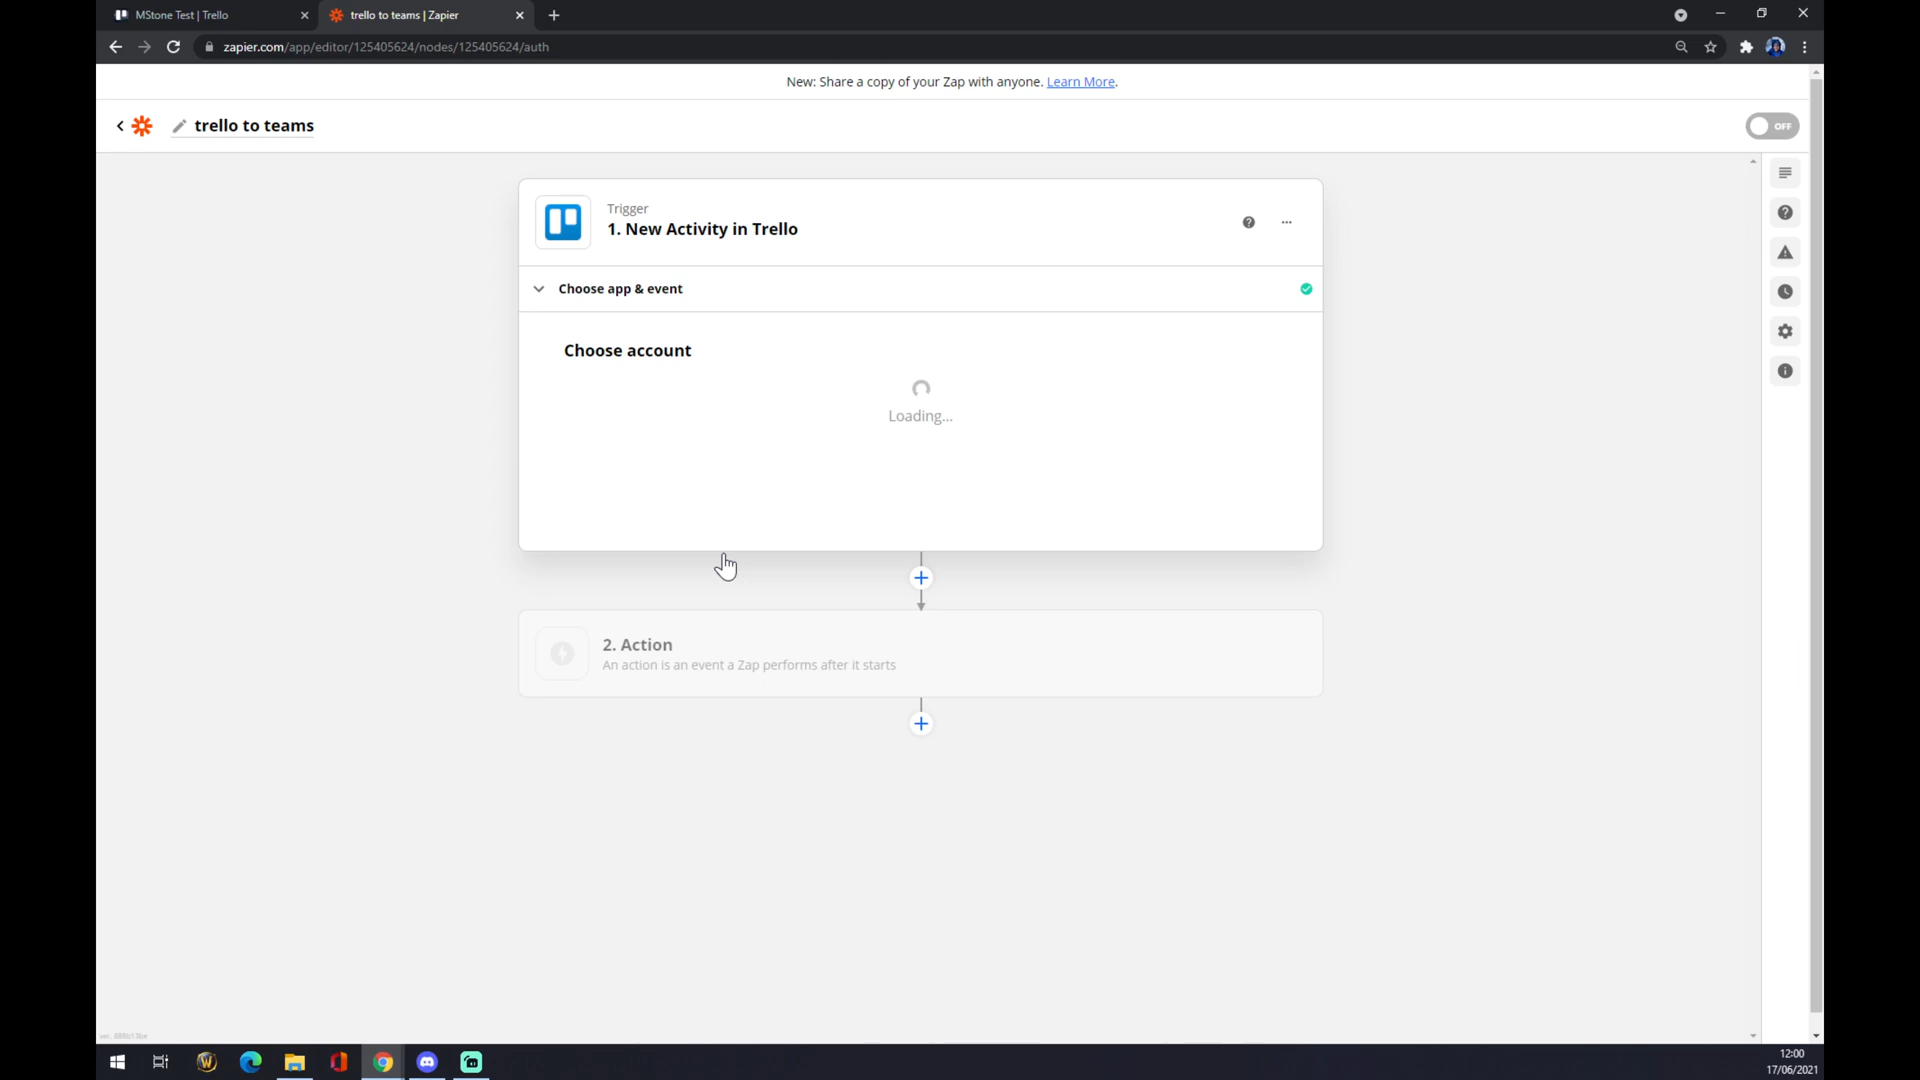 MStone Test | Trello
trello to teams | Zapier
zapier.com/app/editor/125405624/nodes/125405624/auth
New: Share a copy of your Zap with anyone. Learn More.
trello to teams
OFF
Trigger
1. New Activity in Trello
Choose app & event
Choose account
Loading...
2. Action
An action is an event a Zap performs after it starts
12:00
17/06/2021